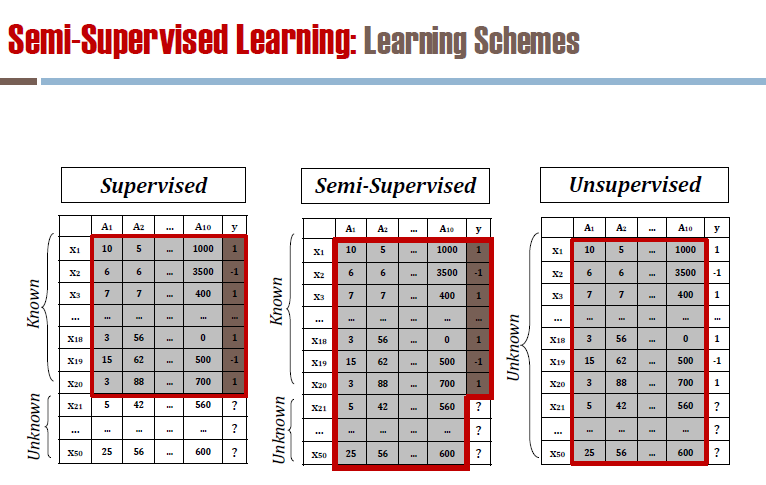 Semi-Supervised Learning: Learning Schemes
Supervised
A1 A2 ... A10 y
Known
X1 10 5 ... 1000 1
X2 6 6 ... 3500 -1
X3 7 7 ... 400 1
... ... ... ... ... ...
X18 3 56 ... 0 1
X19 15 62 ... 500 -1
X20 3 88 ... 700 1
Unknown
X21 5 42 ... 560 ?
... ... ... ... ... ?
X50 25 56 ... 600 ?
Semi-Supervised
A1 A2 ... A10 y
Known
X1 10 5 ... 1000 1
X2 6 6 ... 3500 -1
X3 7 7 ... 400 1
... ... ... ... ... ...
X18 3 56 ... 0 1
X19 15 62 ... 500 -1
X20 3 88 ... 700 1
Unknown
X21 5 42 ... 560 ?
... ... ... ... ... ?
X50 25 56 ... 600 ?
Unsupervised
A1 A2 ... A10 y
Unknown
X1 10 5 ... 1000 1
X2 6 6 ... 3500 -1
X3 7 7 ... 400 1
... ... ... ... ... ...
X18 3 56 ... 0 1
X19 15 62 ... 500 -1
X20 3 88 ... 700 1
X21 5 42 ... 560 ?
... ... ... ... ... ?
X50 25 56 ... 600 ?